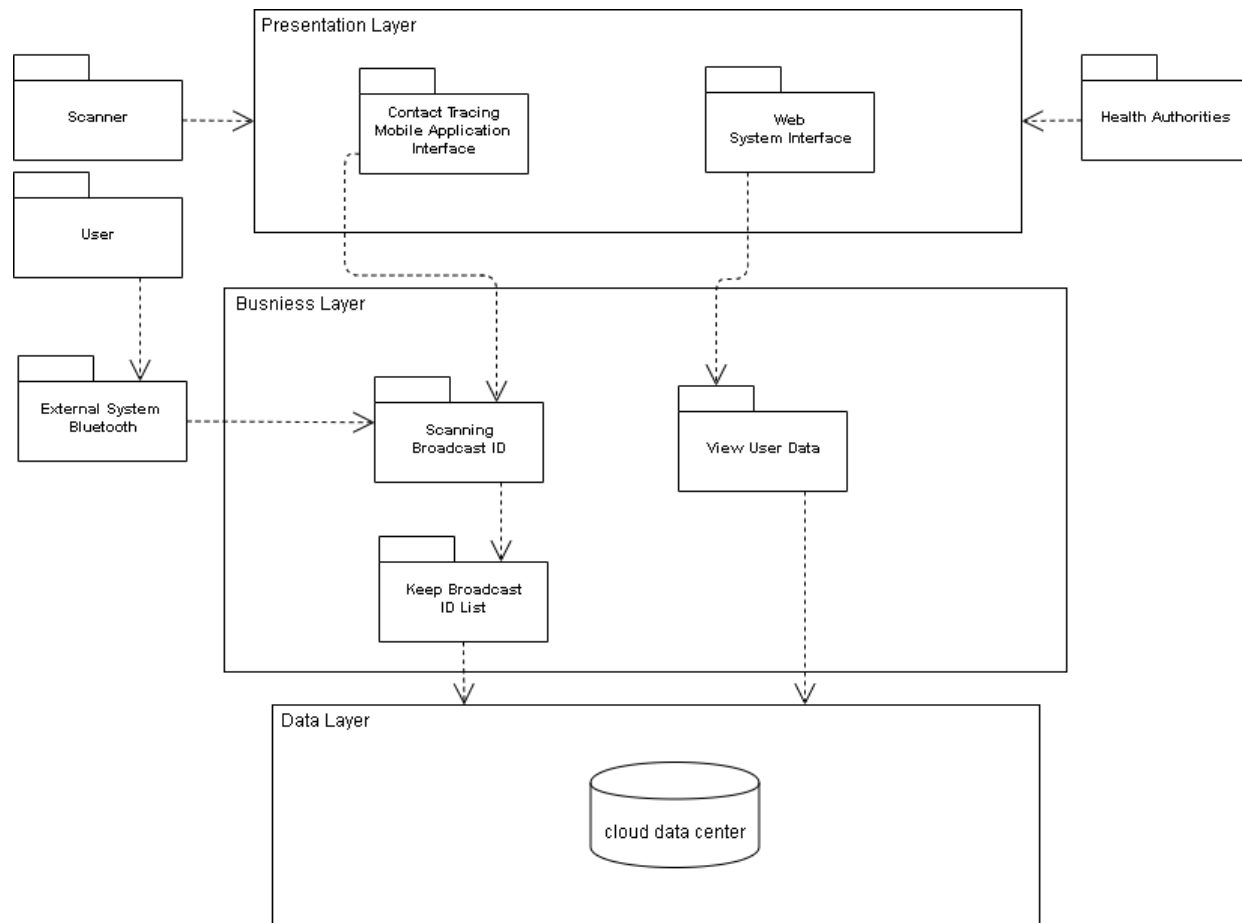 Presentation Layer
Scanner
Contact Tracing
Mobile Application
Interface
Web
System Interface
Health Authorities
User
Busniess Layer
External System
Bluetooth
Scanning
Broadcast ID
View User Data
Keep Broadcast
ID List
Data Layer
cloud data center